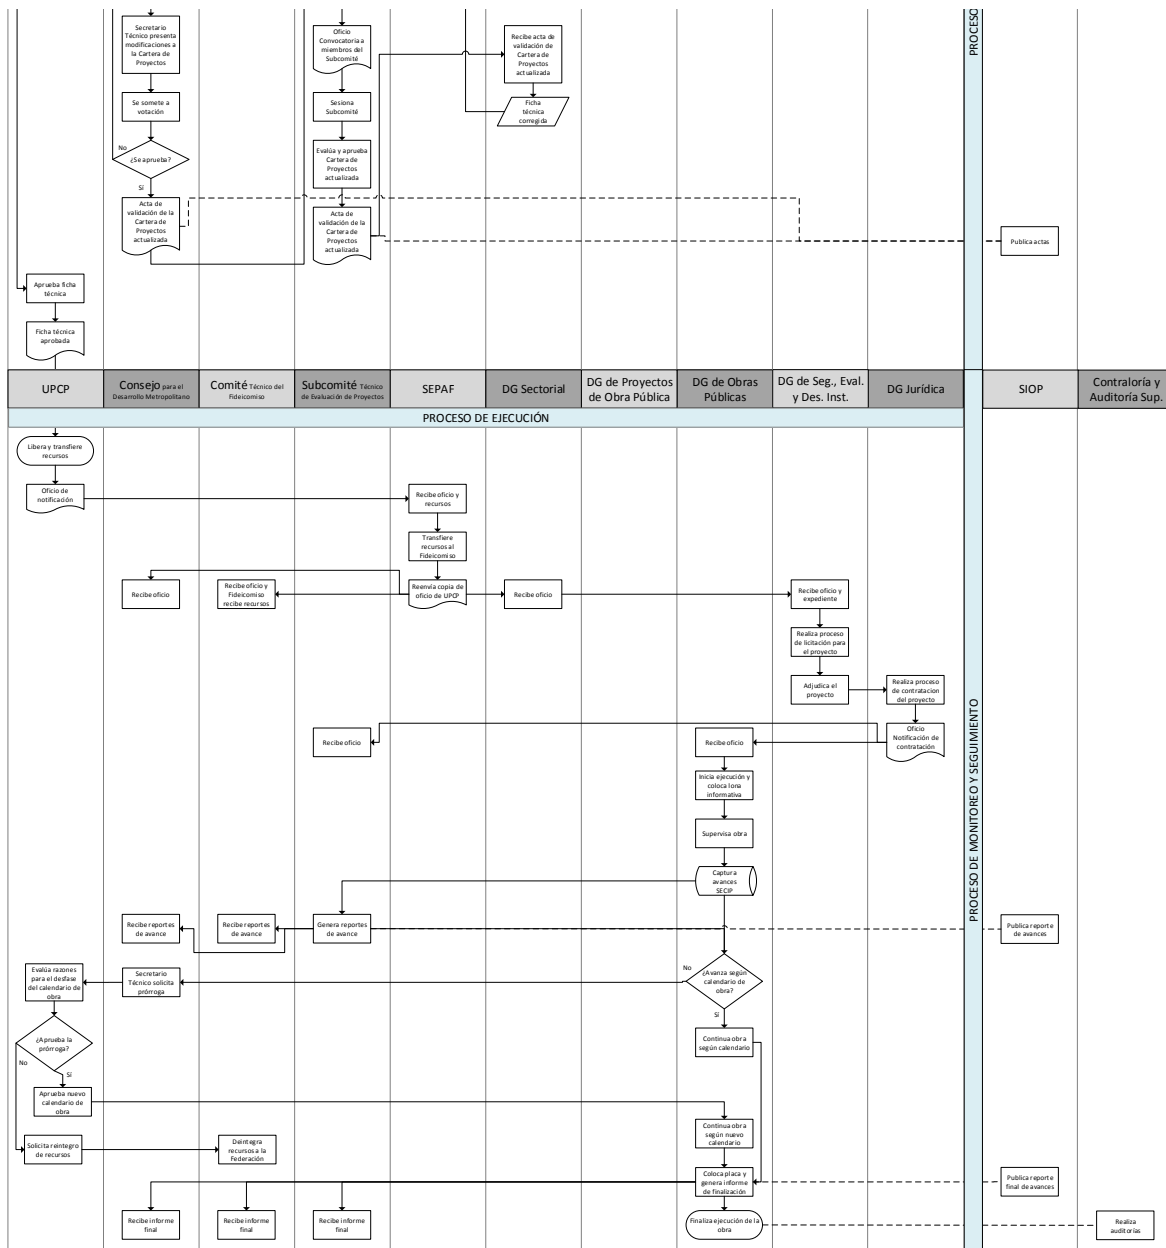 PROCESO
Secretario
Técnico presenta
modificaciones a
la Cartera de
Proyectos
Oficio
Convocatoria a
miembros del
Subcomité
Recibe acta de
validación de
Cartera de
Proyectos
actualizada
Se somete a
votación
Sesiona
Subcomité
Ficha
técnica
corregida
No
¿Se aprueba?
Sí
Evalúa y aprueba
Cartera de
Proyectos
actualizada
Acta de
validación de la
Cartera de
Proyectos
actualizada
Acta de
validación de la
Cartera de
Proyectos
actualizada
Publica actas
Aprueba ficha
técnica
Ficha técnica
aprobada
UPCP
Consejo para el
Desarrollo Metropolitano
Comité Técnico del
Fideicomiso
Subcomité Técnico
de Evaluación de Proyectos
SEPAF
DG Sectorial
DG de Proyectos
de Obra Pública
DG de Obras
Públicas
DG de Seg., Eval.
y Des. Inst.
DG Jurídica
SIOP
Contraloría y
Auditoría Sup.
PROCESO DE EJECUCIÓN
PROCESO DE MONITOREO Y SEGUIMIENTO
Libera y transfiere
recursos
Oficio de
notificación
Recibe oficio y
recursos
Transfiere
recursos al
Fideicomiso
Recibe oficio
Recibe oficio y
Fideicomiso
recibe recursos
Reenvía copia de
oficio de UPCP
Recibe oficio
Recibe oficio y
expediente
Realiza proceso
de licitación para
el proyecto
Adjudica el
proyecto
Realiza proceso
de contratacion
del proyecto
Recibe oficio
Recibe oficio
Oficio
Notificación de
contratación
Inicia ejecución y
coloca lona
informativa
Supervisa obra
Captura
avances
SECIP
Recibe reportes
de avance
Recibe reportes
de avance
Genera reportes
de avance
Publica reporte
de avances
Evalúa razones
para el desfase
del calendario de
obra
Secretario
Técnico solicita
prórroga
No
¿Avanza según
calendario de
obra?
Sí
¿Aprueba la
prórroga?
No
Sí
Continua obra
según calendario
Aprueba nuevo
calendario de
obra
Continua obra
según nuevo
calendario
Solicita reintegro
de recursos
Deintegra
recursos a la
Federación
Coloca placa y
genera informe
de finalización
Publica reporte
final de avances
Recibe informe
final
Recibe informe
final
Recibe informe
final
Finaliza ejecución de la
obra
Realiza
auditorías